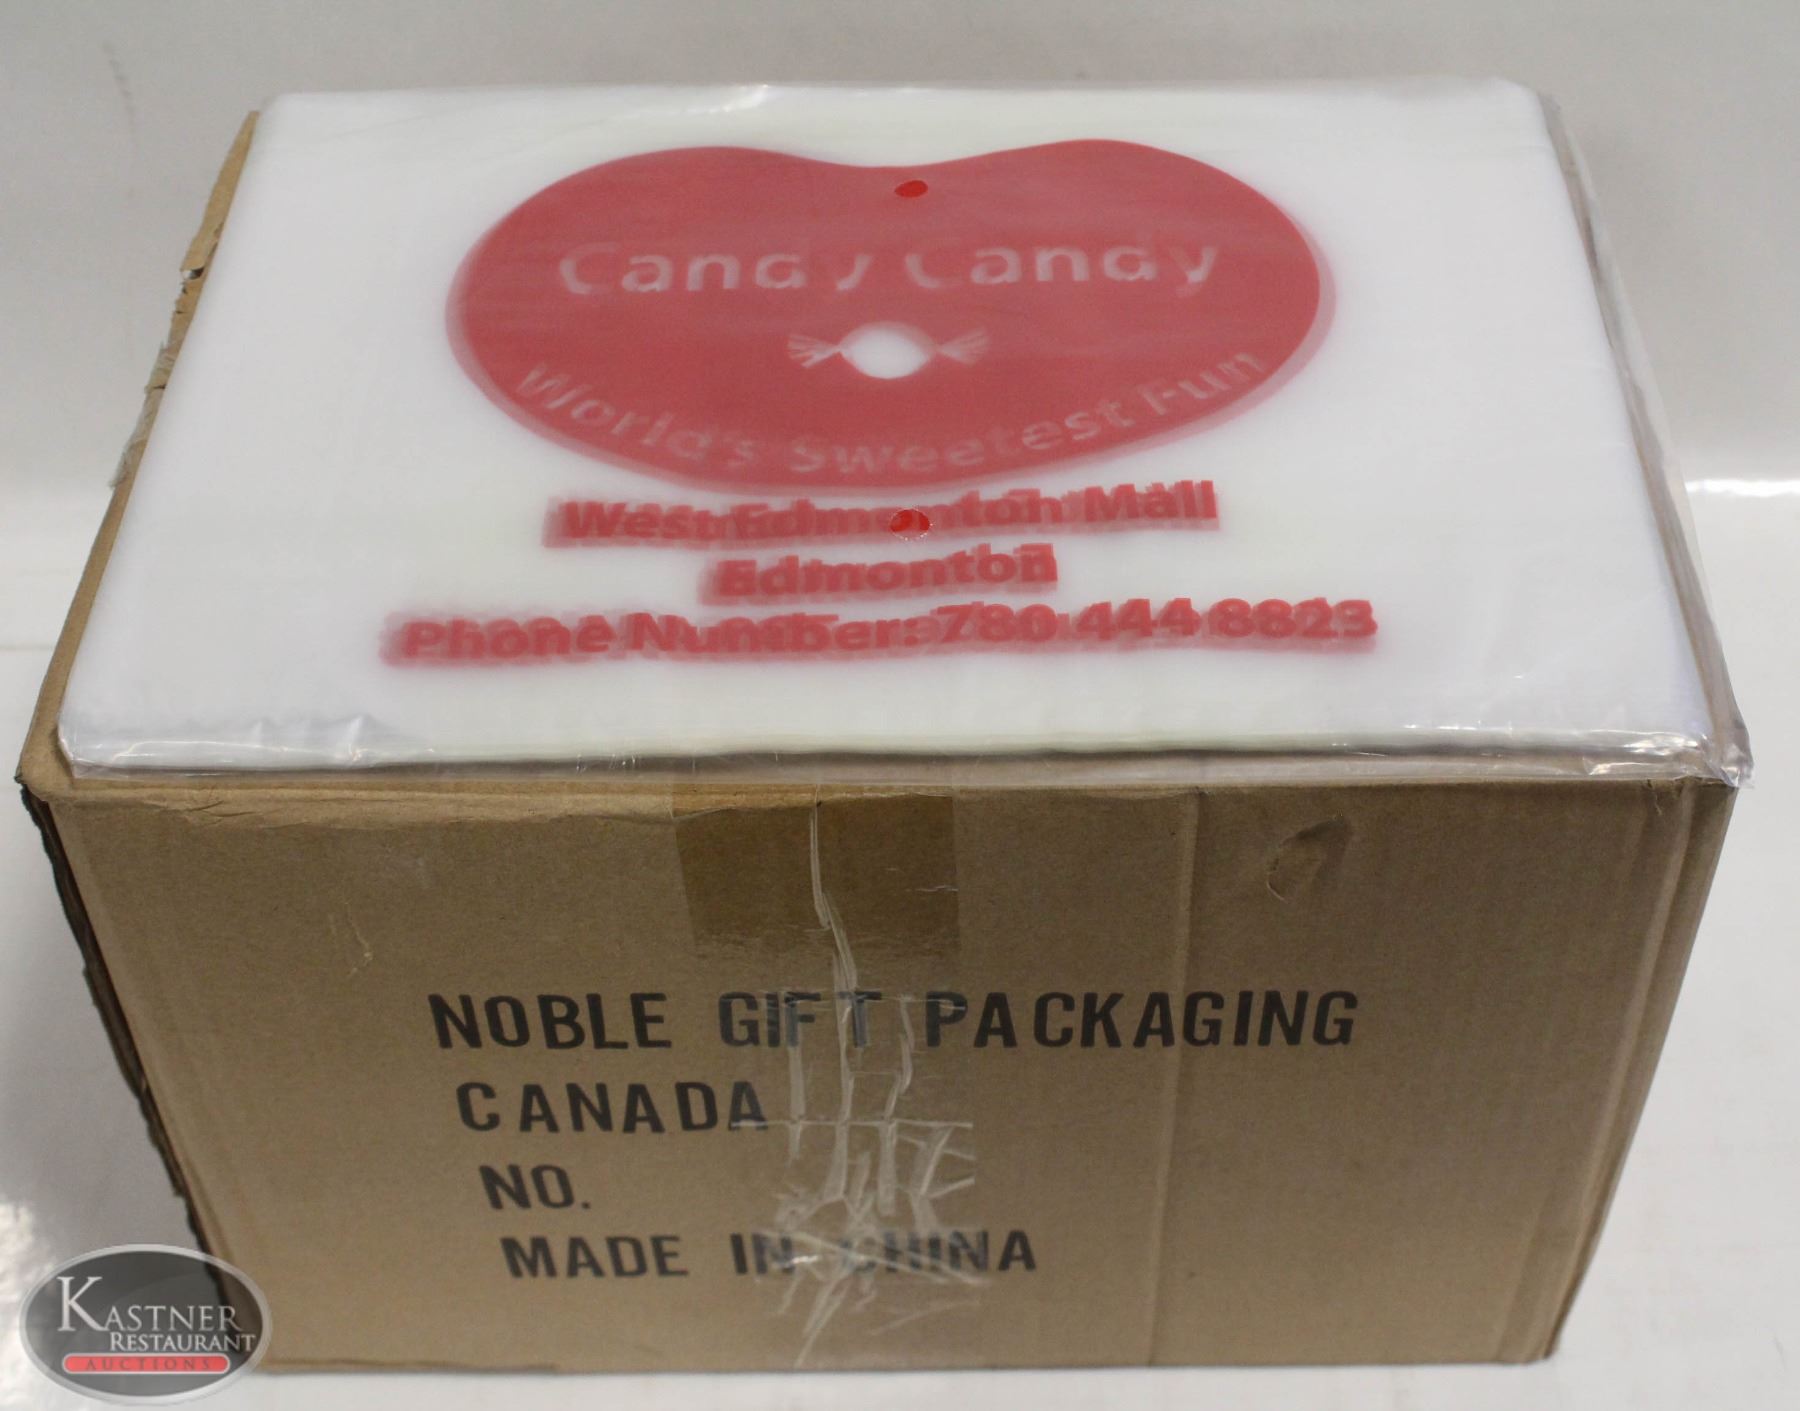 Candy Candy
World's Sweetest Fun
West Edmonton Mall
Edmonton
Phone Number: 780 444 8823
NOBLE GIFT PACKAGING
CANADA
NO.
MADE IN CHINA
KASTNER
RESTAURANT
AUCTIONS